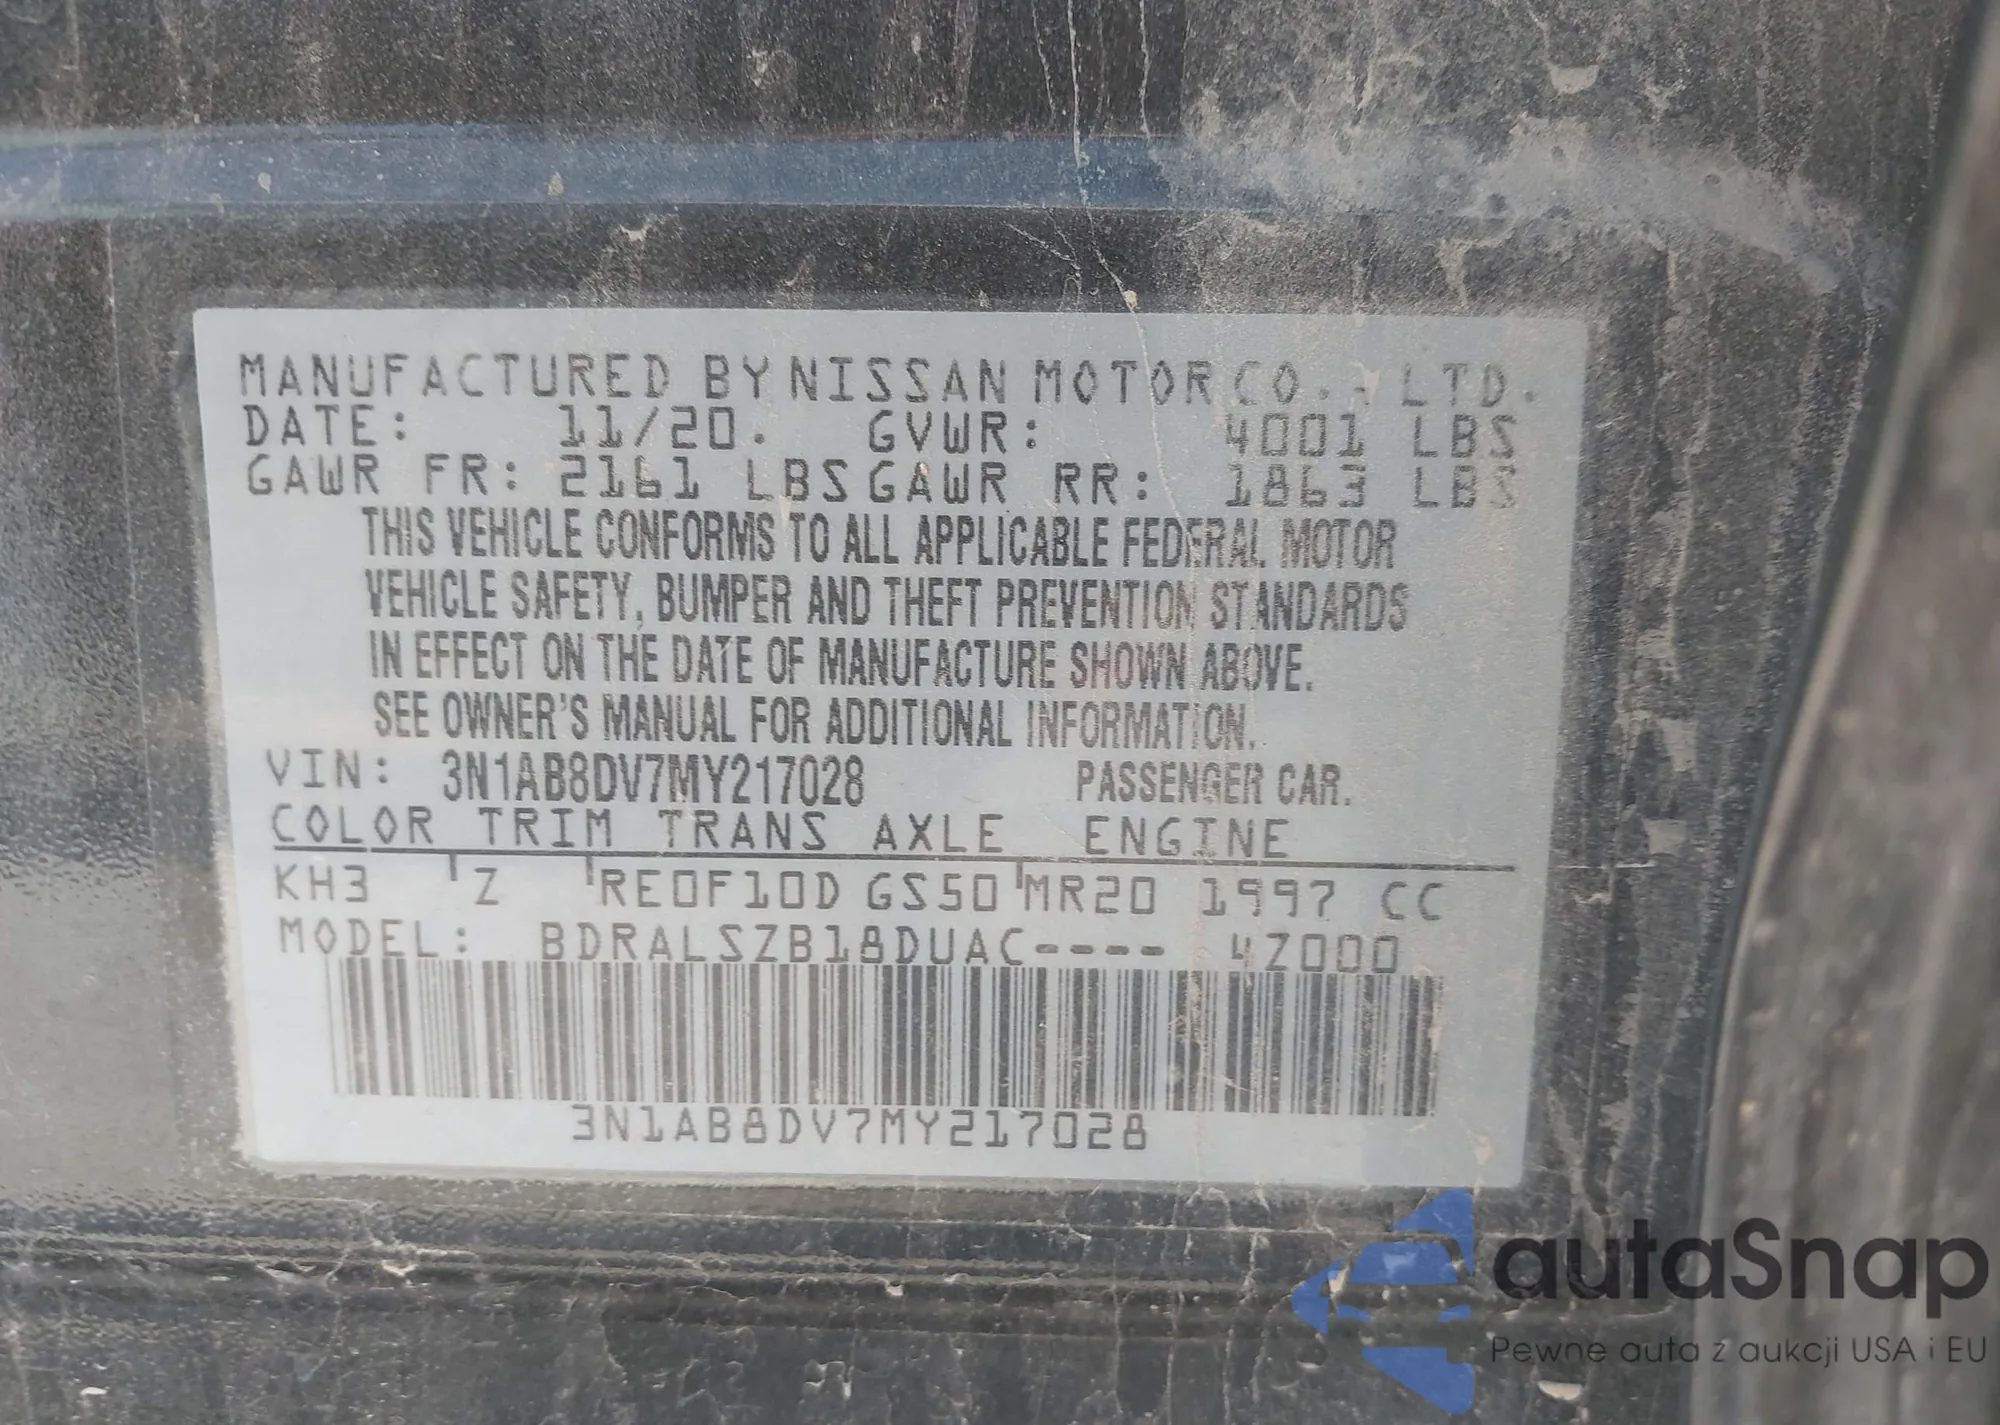 MANUFACTURED BY NISSAN MOTOR CO., LTD.
DATE: 11/20. GVWR: 4001 LBS
GAWR FR: 2161 LBS GAWR RR: 1863 LBS
THIS VEHICLE CONFORMS TO ALL APPLICABLE FEDERAL MOTOR
VEHICLE SAFETY, BUMPER AND THEFT PREVENTION STANDARDS
IN EFFECT ON THE DATE OF MANUFACTURE SHOWN ABOVE.
SEE OWNER'S MANUAL FOR ADDITIONAL INFORMATION.
VIN: 3N1AB8DV7MY217028 PASSENGER CAR.
COLOR TRIM TRANS AXLE ENGINE
KH3 Z RE0F10D GS50 MR20 1997 CC
MODEL: BDRALSZB18DUAC---- 4Z000
3N1AB8DV7MY217028
autaSnap
Pewne auta z aukcji USA i EU